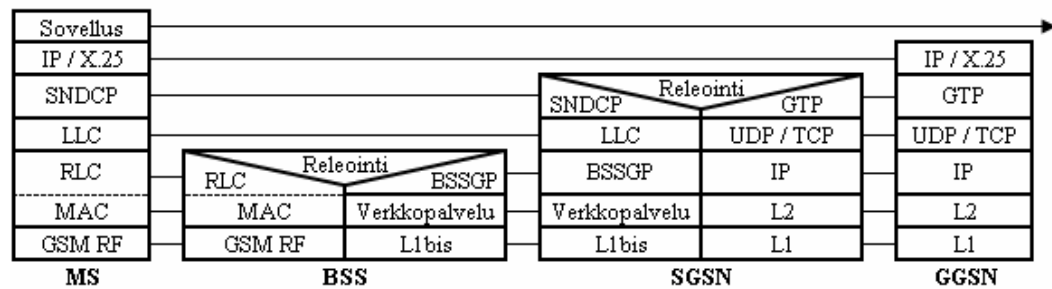 Sovellus
IP / X.25
IP / X.25
SNDCP
Releointi
SNDCP
GTP
GTP
LLC
LLC
UDP / TCP
UDP / TCP
RLC
Releointi
RLC
BSSGP
BSSGP
IP
IP
MAC
MAC
Verkkopalvelu
Verkkopalvelu
L2
L2
GSM RF
GSM RF
L1bis
L1bis
L1
L1
MS
BSS
SGSN
GGSN